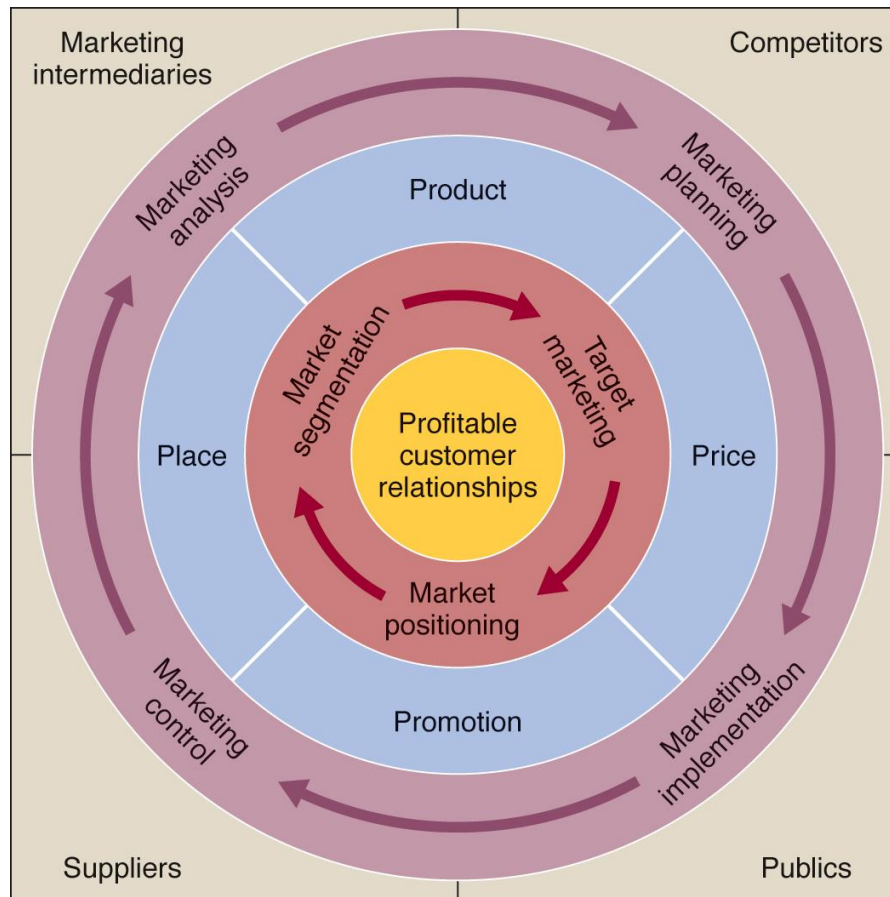 Marketing
intermediaries
Competitors
Marketing
analysis
Marketing
planning
Product
Market
segmentation
Target
marketing
Place
Profitable
customer
relationships
Price
Market
positioning
Marketing
control
Promotion
Marketing
implementation
Suppliers
Publics